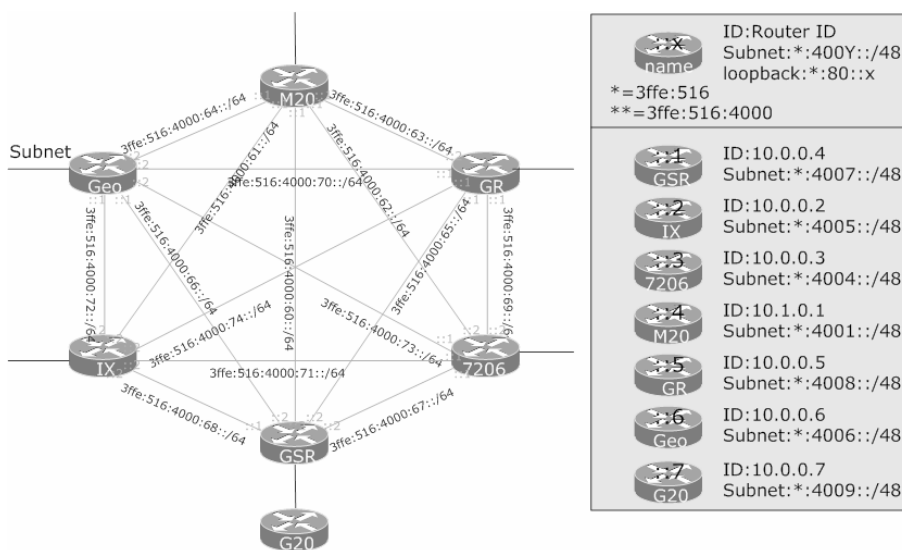 M20
3ffe:516:4000:64::/64
3ffe:516:4000:63::/64
3ffe:516:4000:61::/64
3ffe:516:4000:62::/64
Subnet
Geo
3ffe:516:4000:70::/64
GR
3ffe:516:4000:72::/64
3ffe:516:4000:66::/64
3ffe:516:4000:60::/64
3ffe:516:4000:65::/64
3ffe:516:4000:69::/6
3ffe:516:4000:74::/64
3ffe:516:4000:73::/64
IX
3ffe:516:4000:71::/64
7206
3ffe:516:4000:68::/64
3ffe:516:4000:67::/64
GSR
G20
::x
name
ID:Router ID
Subnet:*:400Y::/48
loopback:*:80::x
*=3ffe:516
**=3ffe:516:4000
::1
GSR
ID:10.0.0.4
Subnet:*:4007::/48
::2
IX
ID:10.0.0.2
Subnet:*:4005::/48
::3
7206
ID:10.0.0.3
Subnet:*:4004::/48
::4
M20
ID:10.1.0.1
Subnet:*:4001::/48
::5
GR
ID:10.0.0.5
Subnet:*:4008::/48
::6
Geo
ID:10.0.0.6
Subnet:*:4006::/48
::7
G20
ID:10.0.0.7
Subnet:*:4009::/48